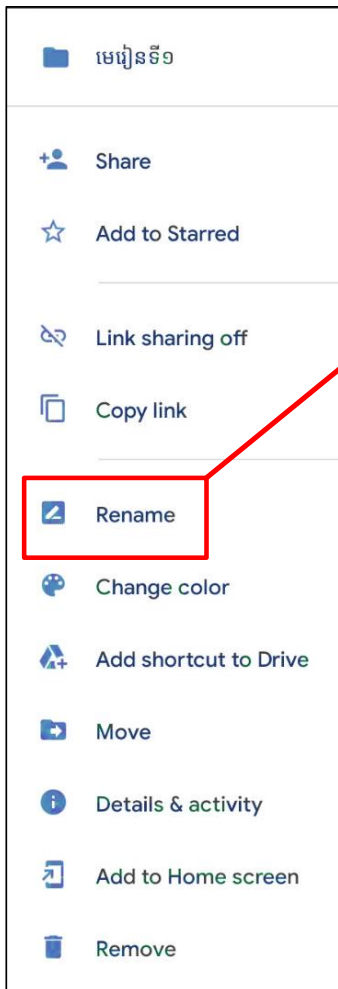 មេរៀនទី១
Share
Add to Starred
Link sharing off
Copy link
Rename
Change color
Add shortcut to Drive
Move
Details & activity
Add to Home screen
Remove